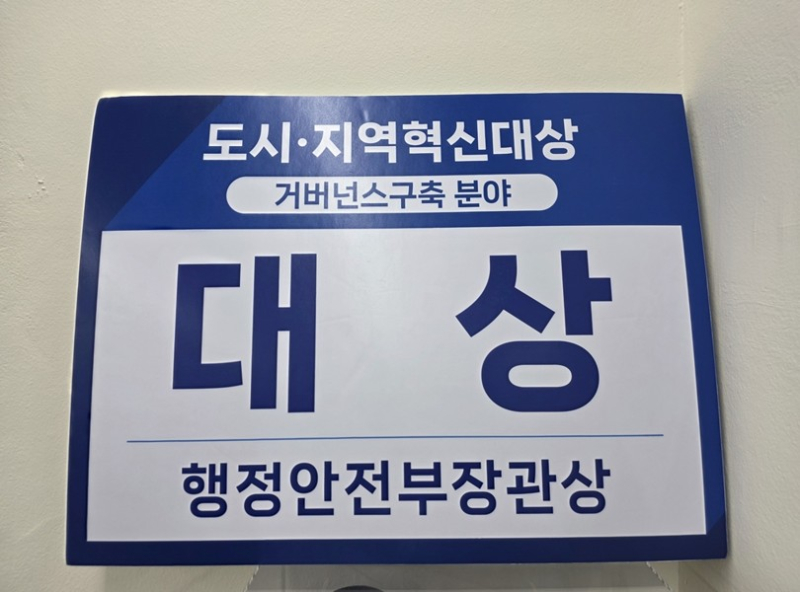 도시·지역혁신대상
거버넌스구축 분야
대 상
행정안전부장관상